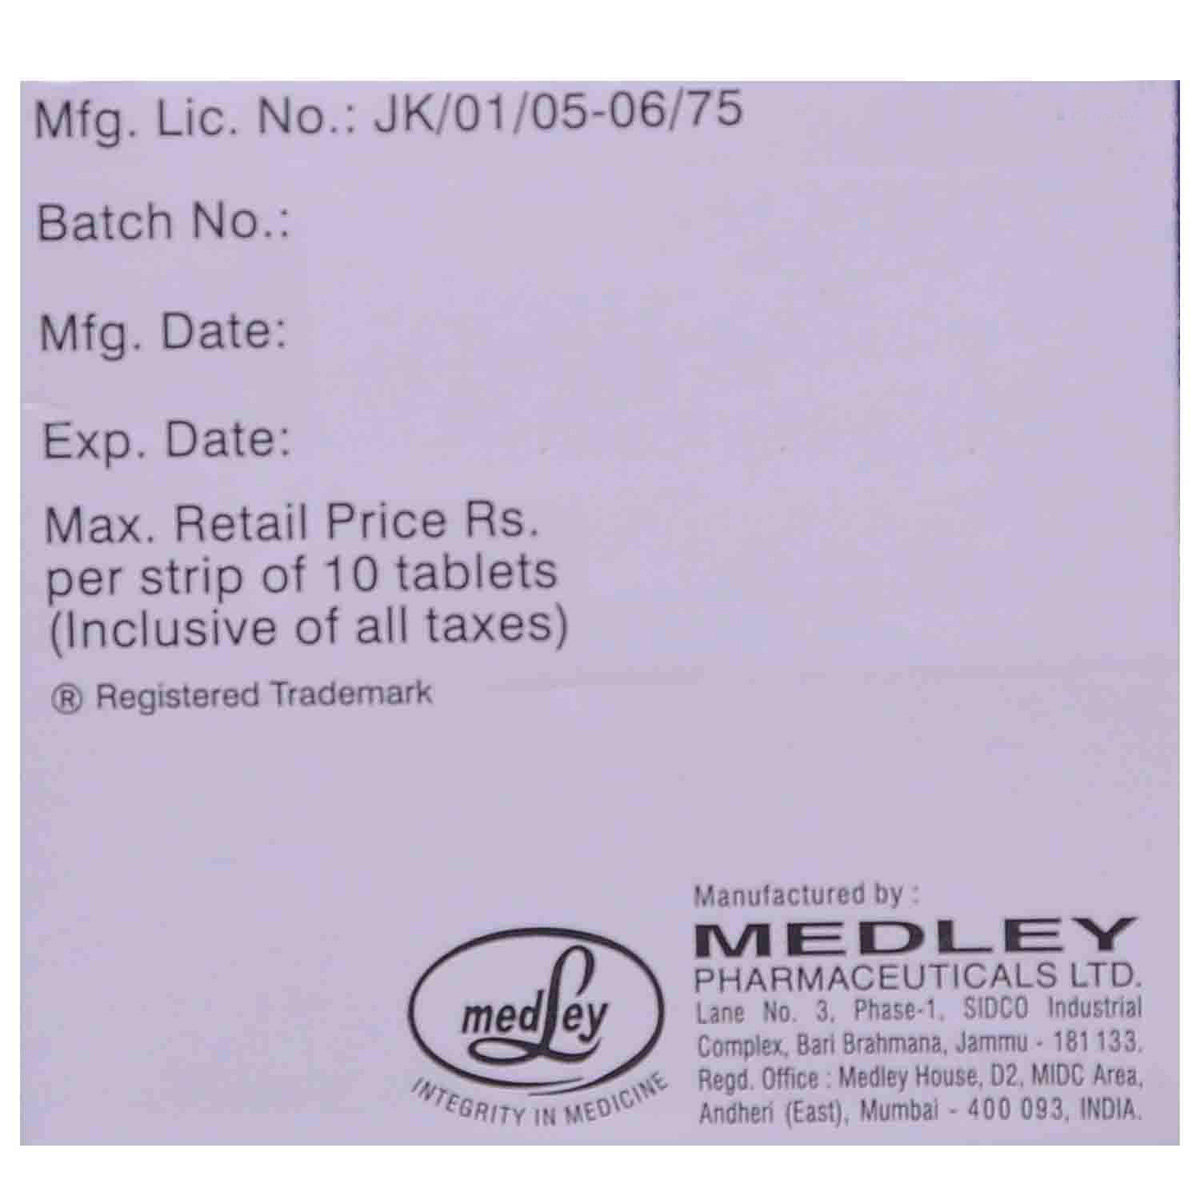 Mfg. Lic. No.: JK/01/05-06/75
Batch No.:
Mfg. Date:
Exp. Date:
Max. Retail Price Rs.
per strip of 10 tablets
(Inclusive of all taxes)
® Registered Trademark
medley
INTEGRITY IN MEDICINE
Manufactured by :
MEDLEY
PHARMACEUTICALS LTD.
Lane No. 3, Phase-1, SIDCO Industrial
Complex, Bari Brahmana, Jammu - 181 133.
Regd. Office : Medley House, D2, MIDC Area,
Andheri (East), Mumbai - 400 093, INDIA.